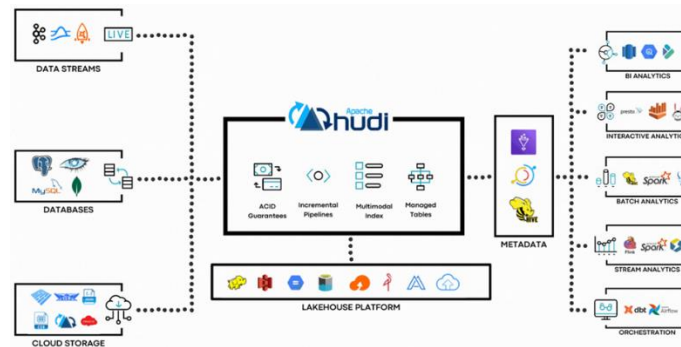 LIVE
DATA STREAMS
MySQL
DATABASES
CLOUD STORAGE
Apache
hudi
ACID
Guarantees
Incremental
Pipelines
Multimodal
Index
Managed
Tables
LAKEHOUSE PLATFORM
HIVE
METADATA
BI ANALYTICS
presto
INTERACTIVE ANALYTIC
Spark
BATCH ANALYTICS
Flink
Spark
STREAM ANALYTICS
dbt
Airflow
ORCHESTRATION